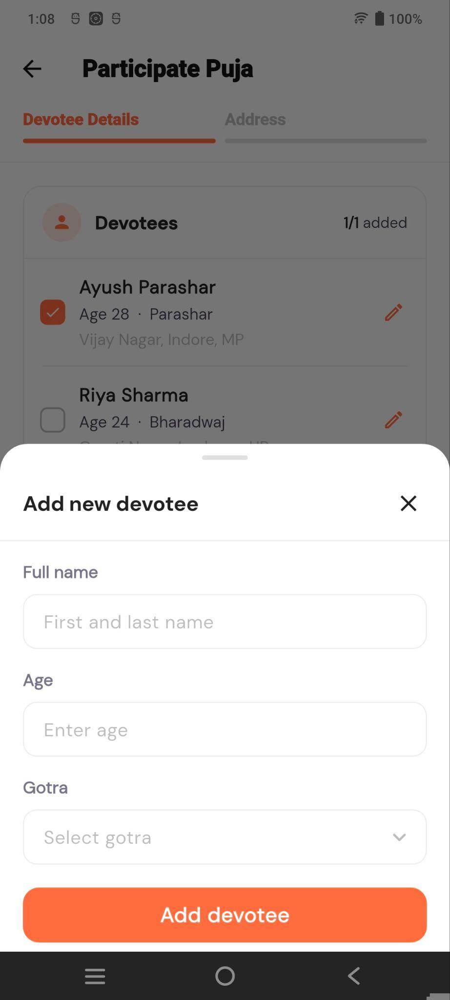 1:08 100%
Participate Puja
Devotee Details Address
Devotees 1/1 added
Ayush Parashar
Age 28 · Parashar
Vijay Nagar, Indore, MP
Riya Sharma
Age 24 · Bharadwaj
Add new devotee
Full name
First and last name
Age
Enter age
Gotra
Select gotra
Add devotee